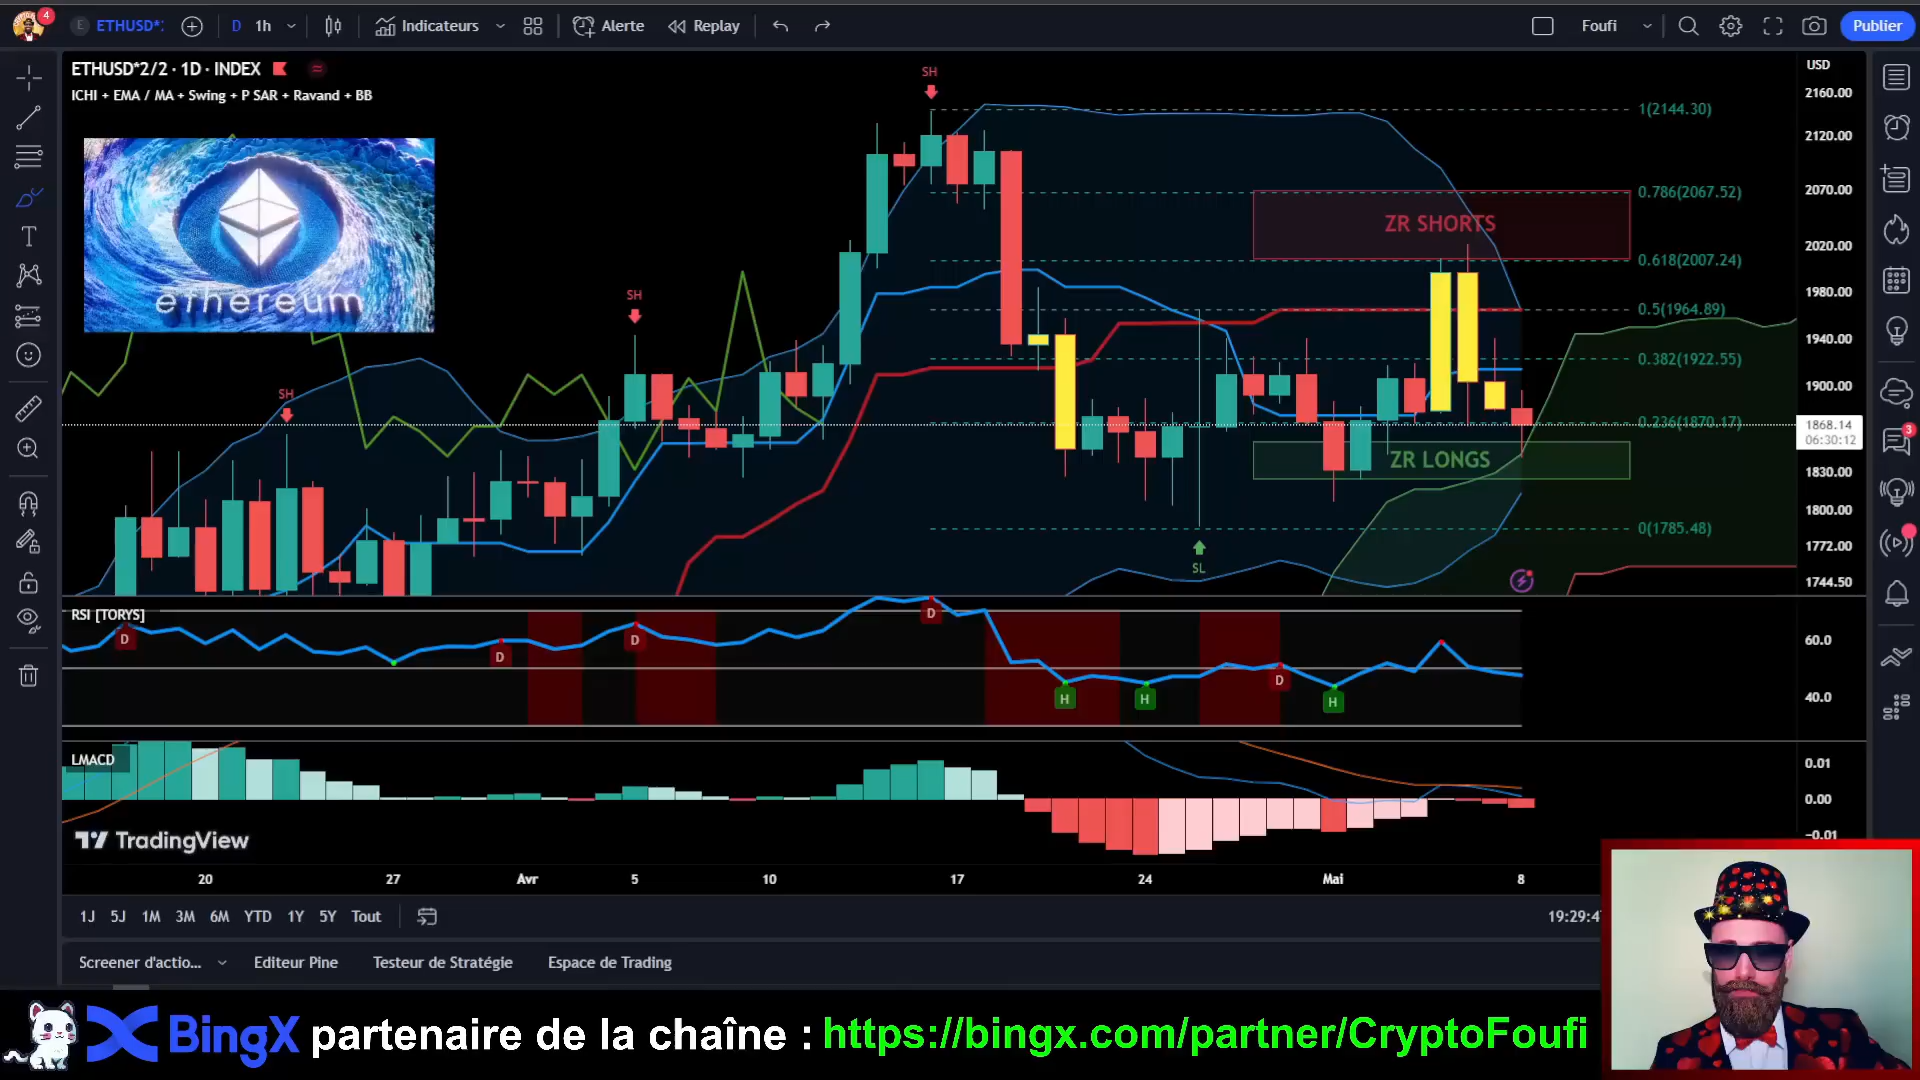 4
E ETHUSD*:
D 1h
Indicateurs
Alerte
Replay
Foufi
Publier
ETHUSD*2/2 · 1D · INDEX
ICHI + EMA / MA + Swing + P SAR + Ravand + BB
ethereum
SH
SH
SH
SL
1(2144.30)
0.786(2067.52)
ZR SHORTS
0.618(2007.24)
0.5(1964.89)
0.382(1922.55)
0.236(1870.17)
ZR LONGS
0(1785.48)
USD
2160.00
2120.00
2070.00
2020.00
1980.00
1940.00
1900.00
1868.14
06:30:12
1830.00
1800.00
1772.00
1744.50
3
RSI [TORYS]
D
D
D
D
D
H
H
H
60.0
40.0
LMACD
0.01
0.00
−0.01
TradingView
20
27
Avr
5
10
17
24
Mai
8
1J 5J 1M 3M 6M YTD 1Y 5Y Tout
19:29:4
Screener d'actio...
Editeur Pine
Testeur de Stratégie
Espace de Trading
BingX partenaire de la chaîne : https://bingx.com/partner/CryptoFoufi